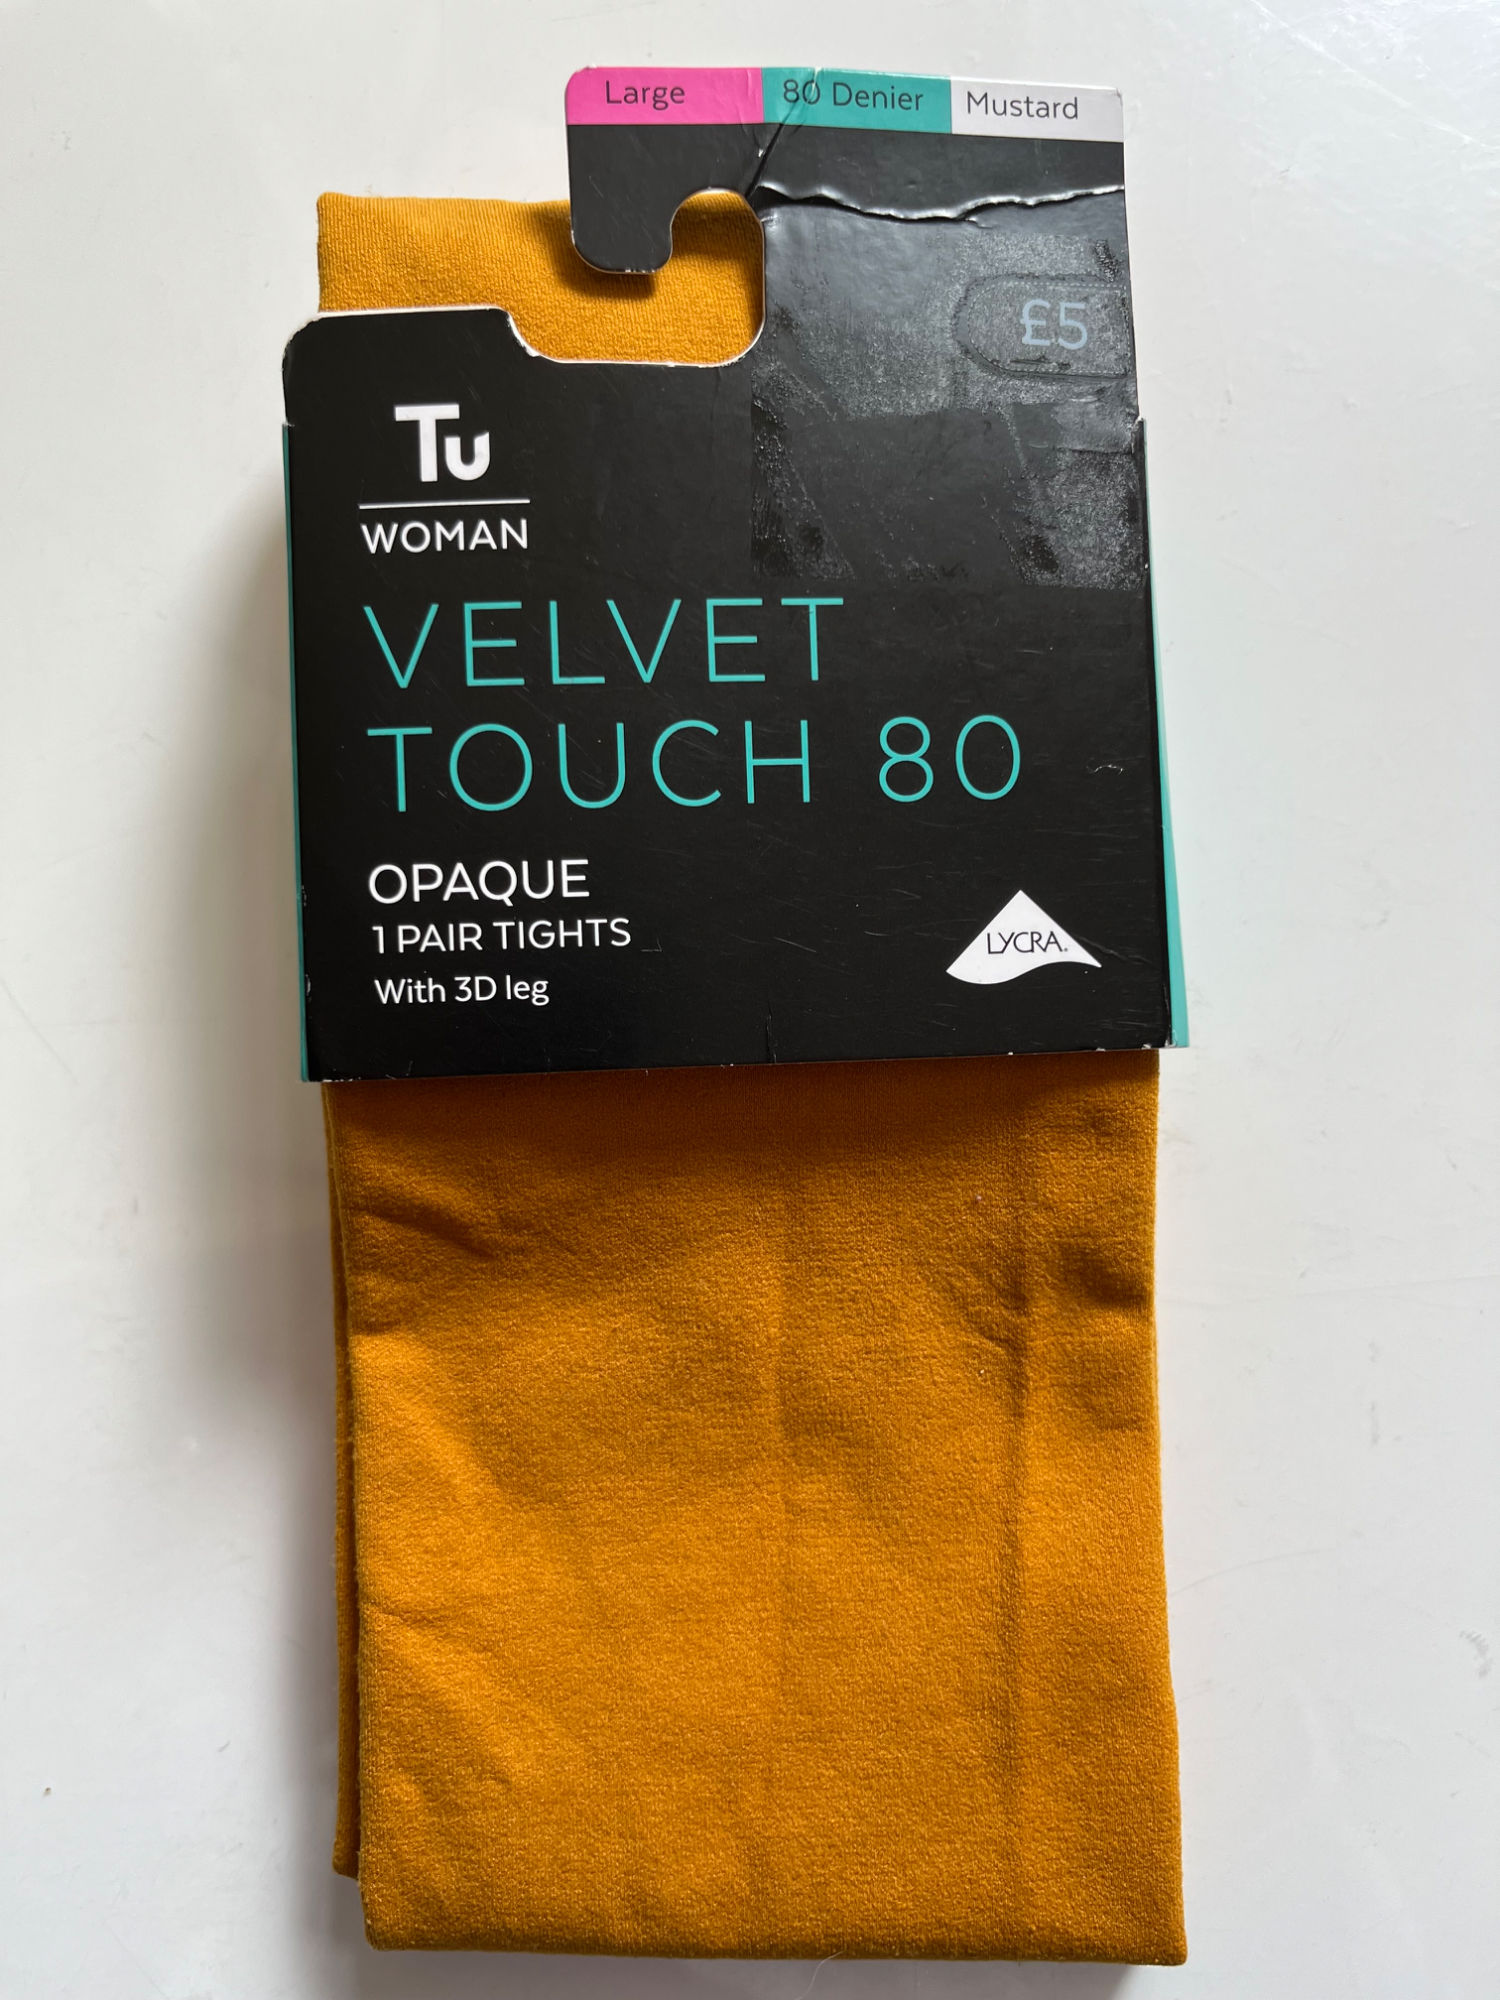 Large 80 Denier Mustard
£5
Tu
WOMAN
VELVET
TOUCH 80
OPAQUE
1 PAIR TIGHTS
With 3D leg
LYCRA.